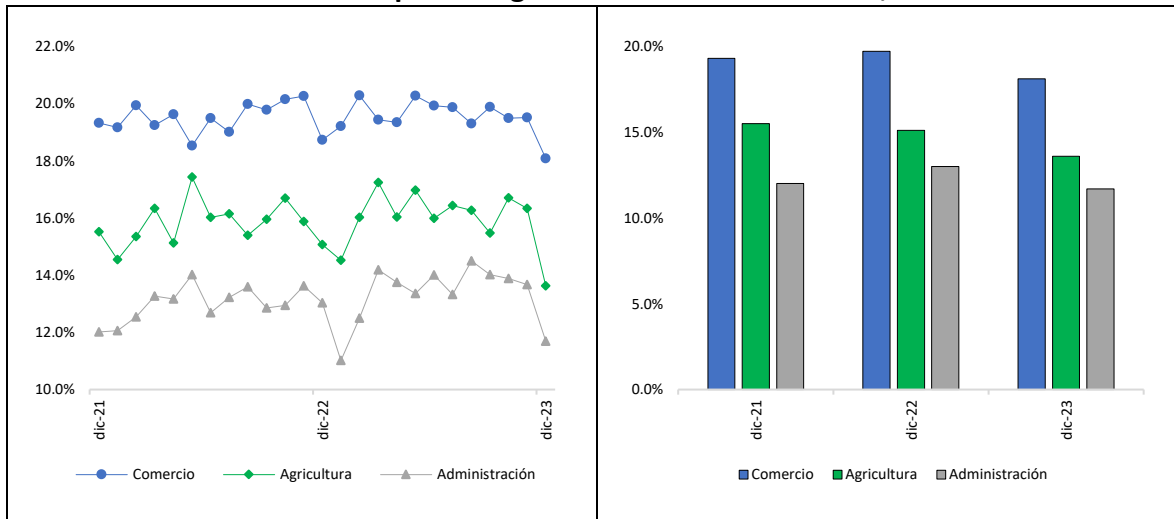 22.0%
20.0%
18.0%
16.0%
14.0%
12.0%
10.0%
dic-21
dic-22
dic-23
Comercio Agricultura Administración
20.0%
15.0%
10.0%
5.0%
0.0%
dic-21
dic-22
dic-23
Comercio Agricultura Administración